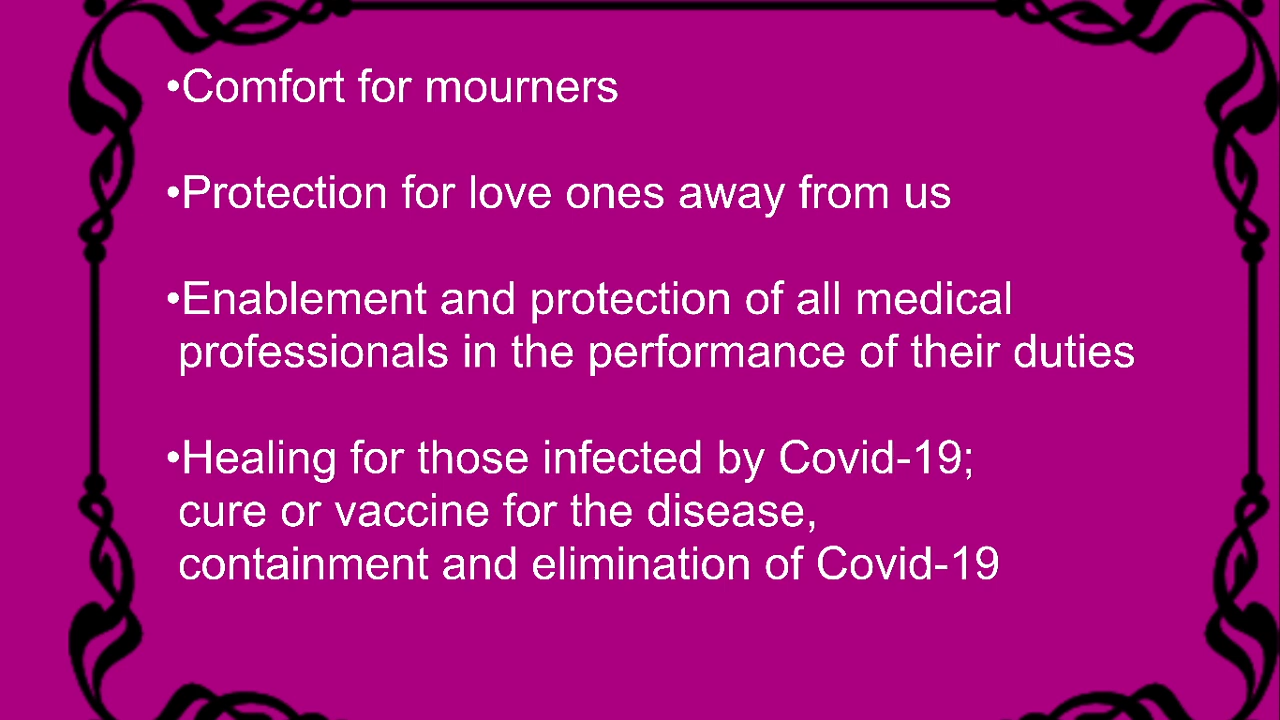 •Comfort for mourners
•Protection for love ones away from us
•Enablement and protection of all medical
professionals in the performance of their duties
•Healing for those infected by Covid-19;
cure or vaccine for the disease,
containment and elimination of Covid-19